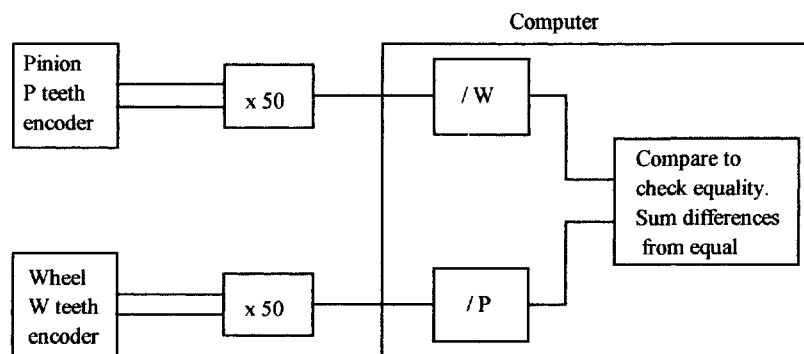 Computer
Pinion
P teeth
encoder
x 50
/ W
Compare to
check equality.
Sum differences
from equal
Wheel
W teeth
encoder
x 50
/ P